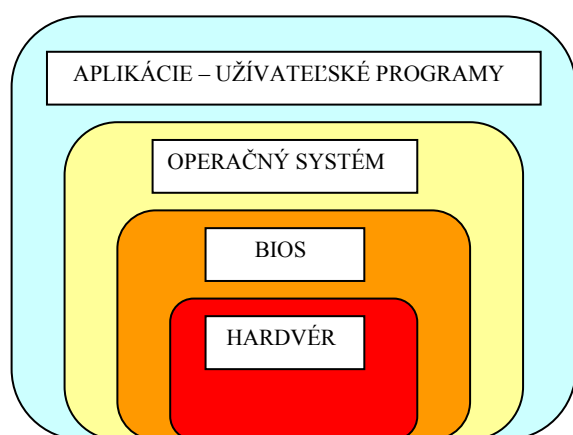 APLIKÁCIE – UŽÍVATEĽSKÉ PROGRAMY
OPERAČNÝ SYSTÉM
BIOS
HARDVÉR